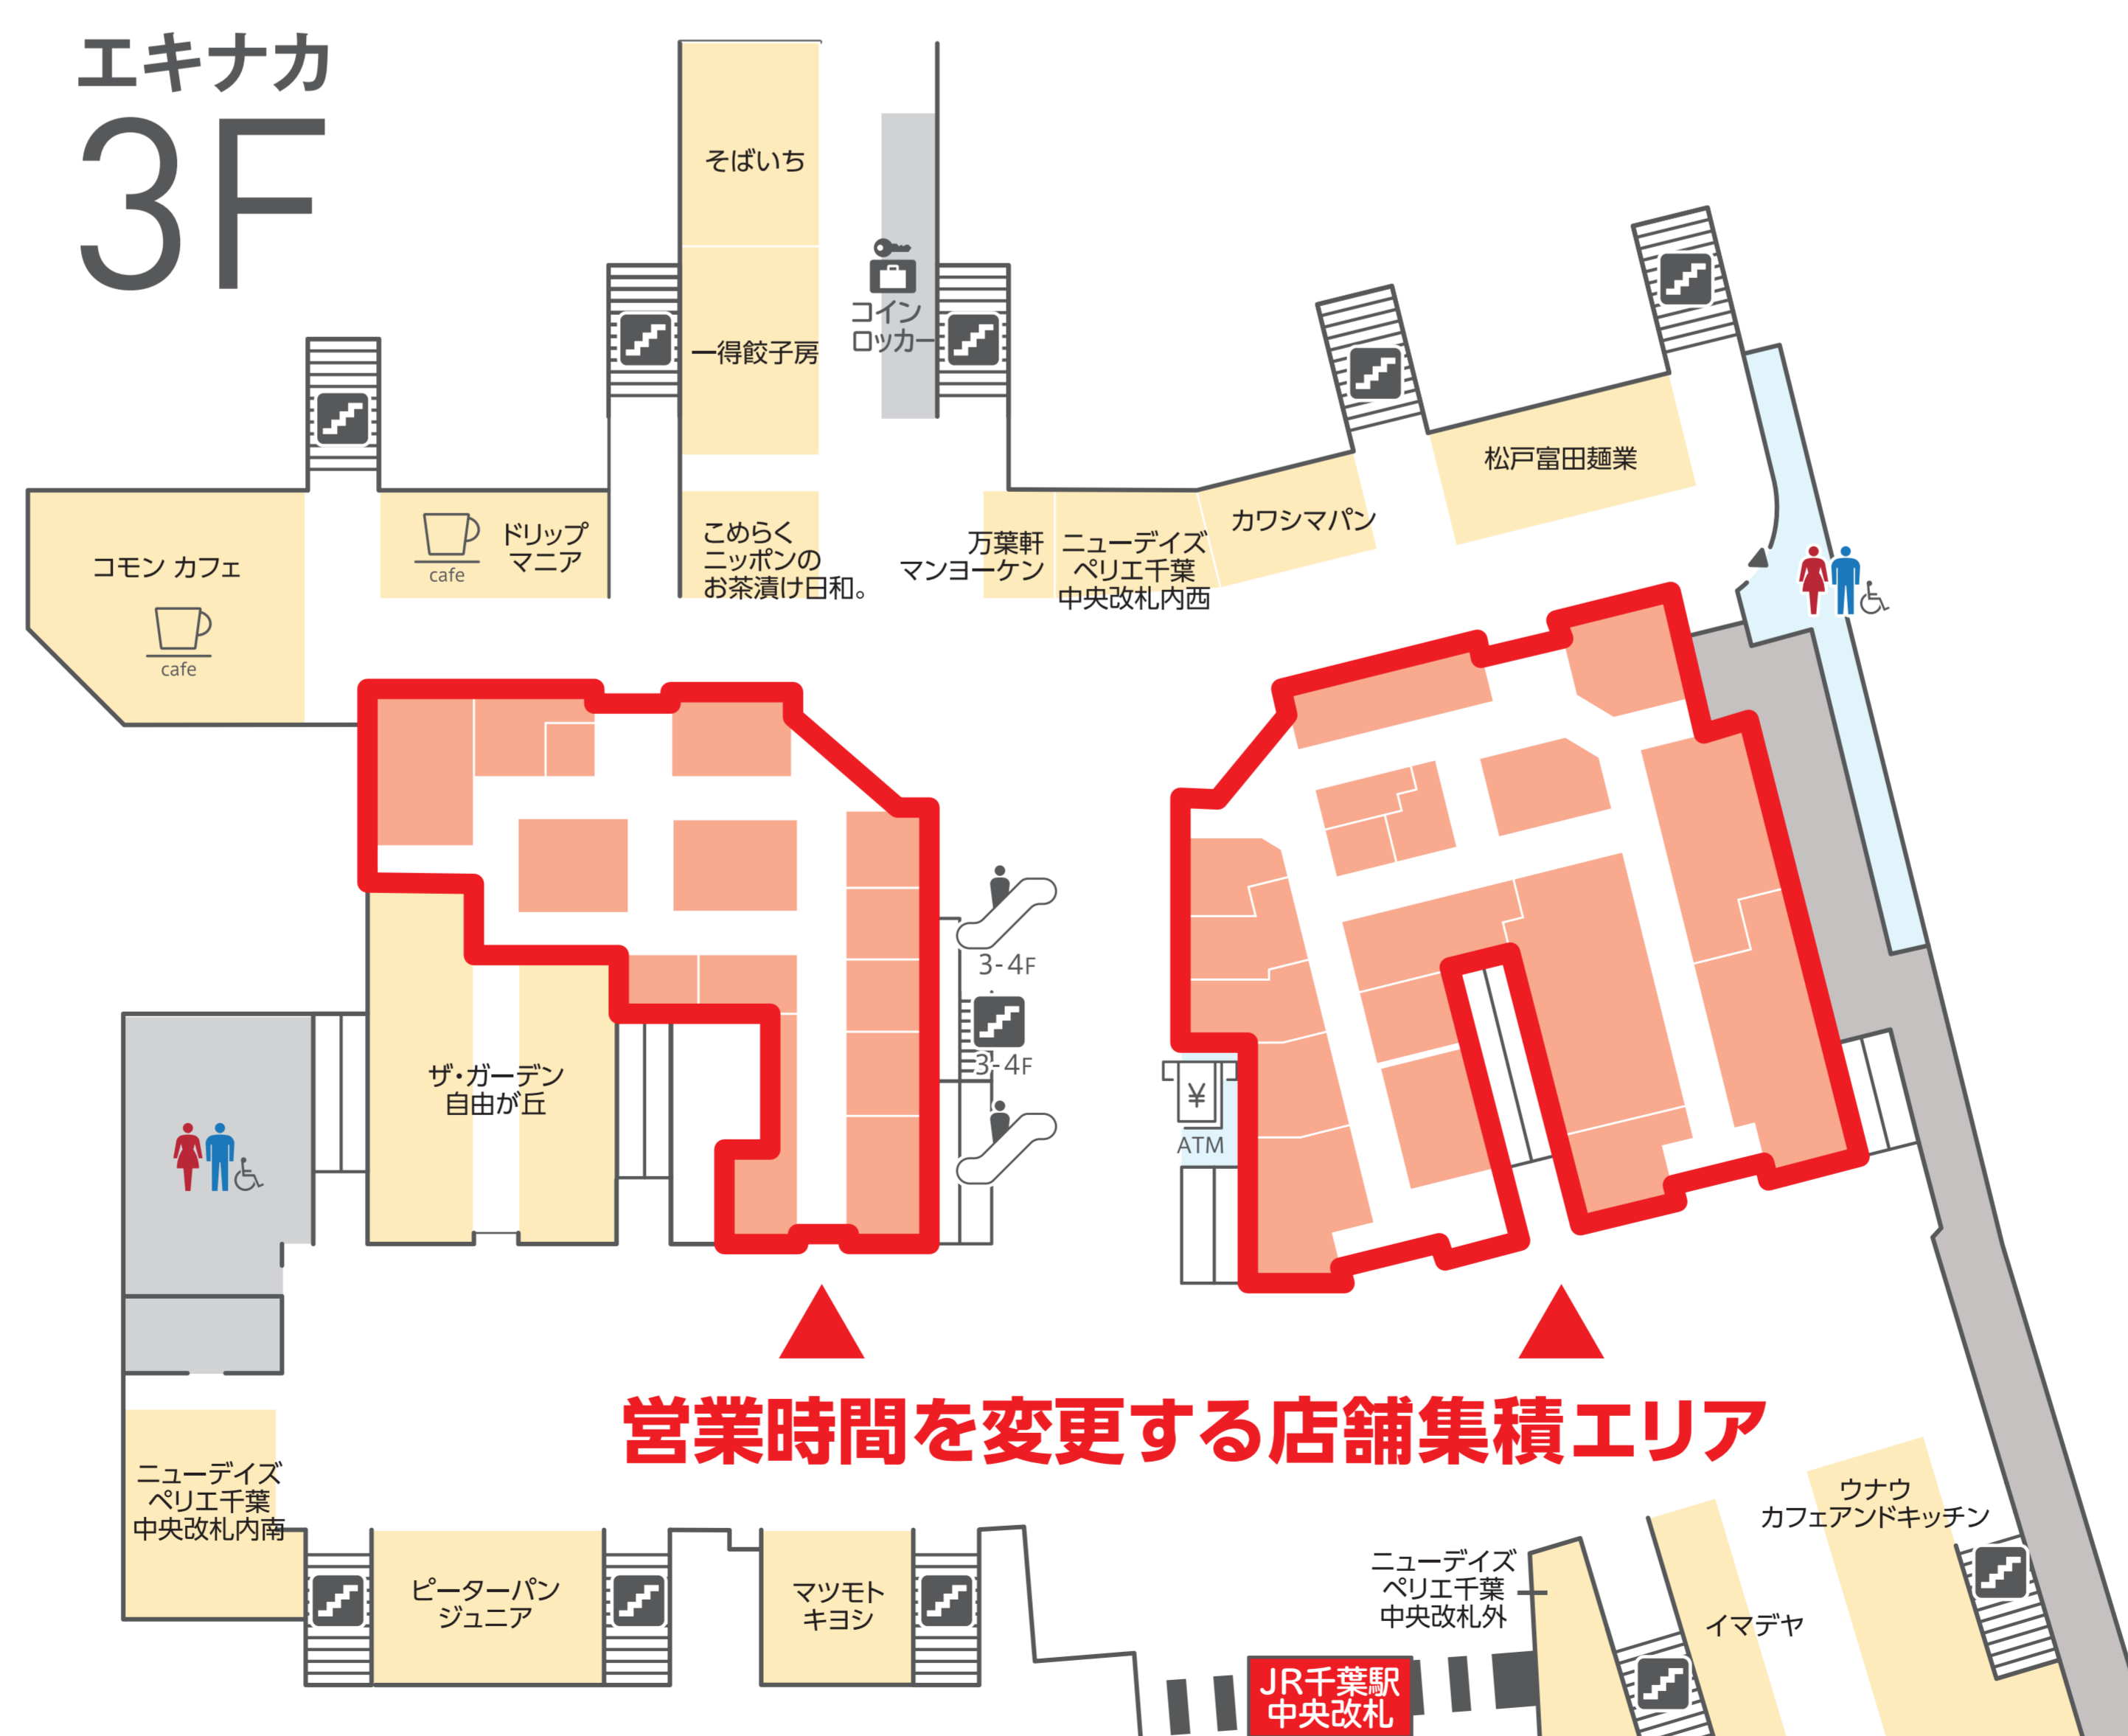 エキナカ
3F
そばいち
一得餃子房
コイン
ロッカー
松戸富田麺業
カワシマパン
コモン カフェ
cafe
cafe
ドリップ
マニア
こめらく
ニッポンの
お茶漬け日和。
万葉軒
マンヨーケン
ニューデイズ
ペリエ千葉
中央改札内西
3-4F
3-4F
ザ・ガーデン
自由が丘
¥
ATM
営業時間を変更する店舗集積エリア
ニューデイズ
ペリエ千葉
中央改札内南
ピーターパン
ジュニア
マツモト
キヨシ
ニューデイズ
ペリエ千葉
中央改札外
ウナウ
カフェアンドキッチン
イマデヤ
JR千葉駅
中央改札